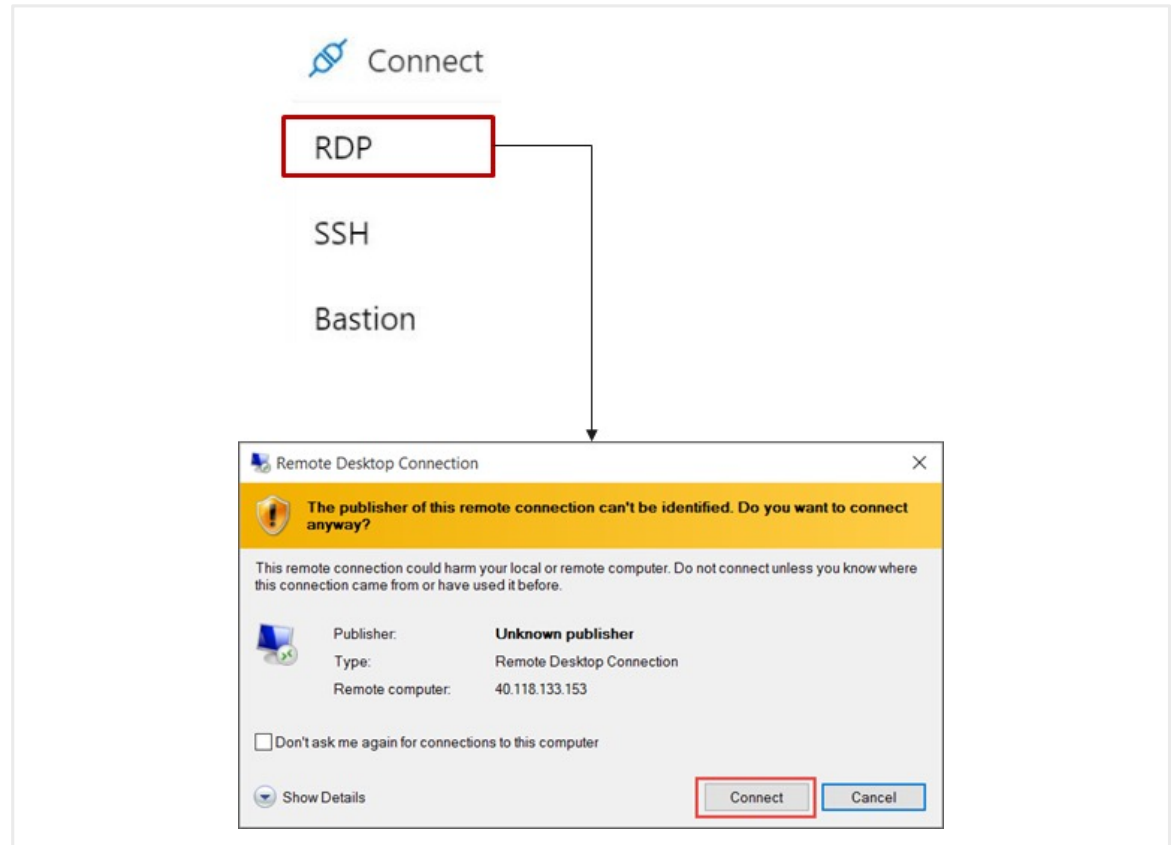 Connect
RDP
SSH
Bastion
Remote Desktop Connection
The publisher of this remote connection can't be identified. Do you want to connect
anyway?
This remote connection could harm your local or remote computer. Do not connect unless you know where
this connection came from or have used it before.
Publisher: Unknown publisher
Type: Remote Desktop Connection
Remote computer: 40.118.133.153
Don't ask me again for connections to this computer
Show Details Connect Cancel